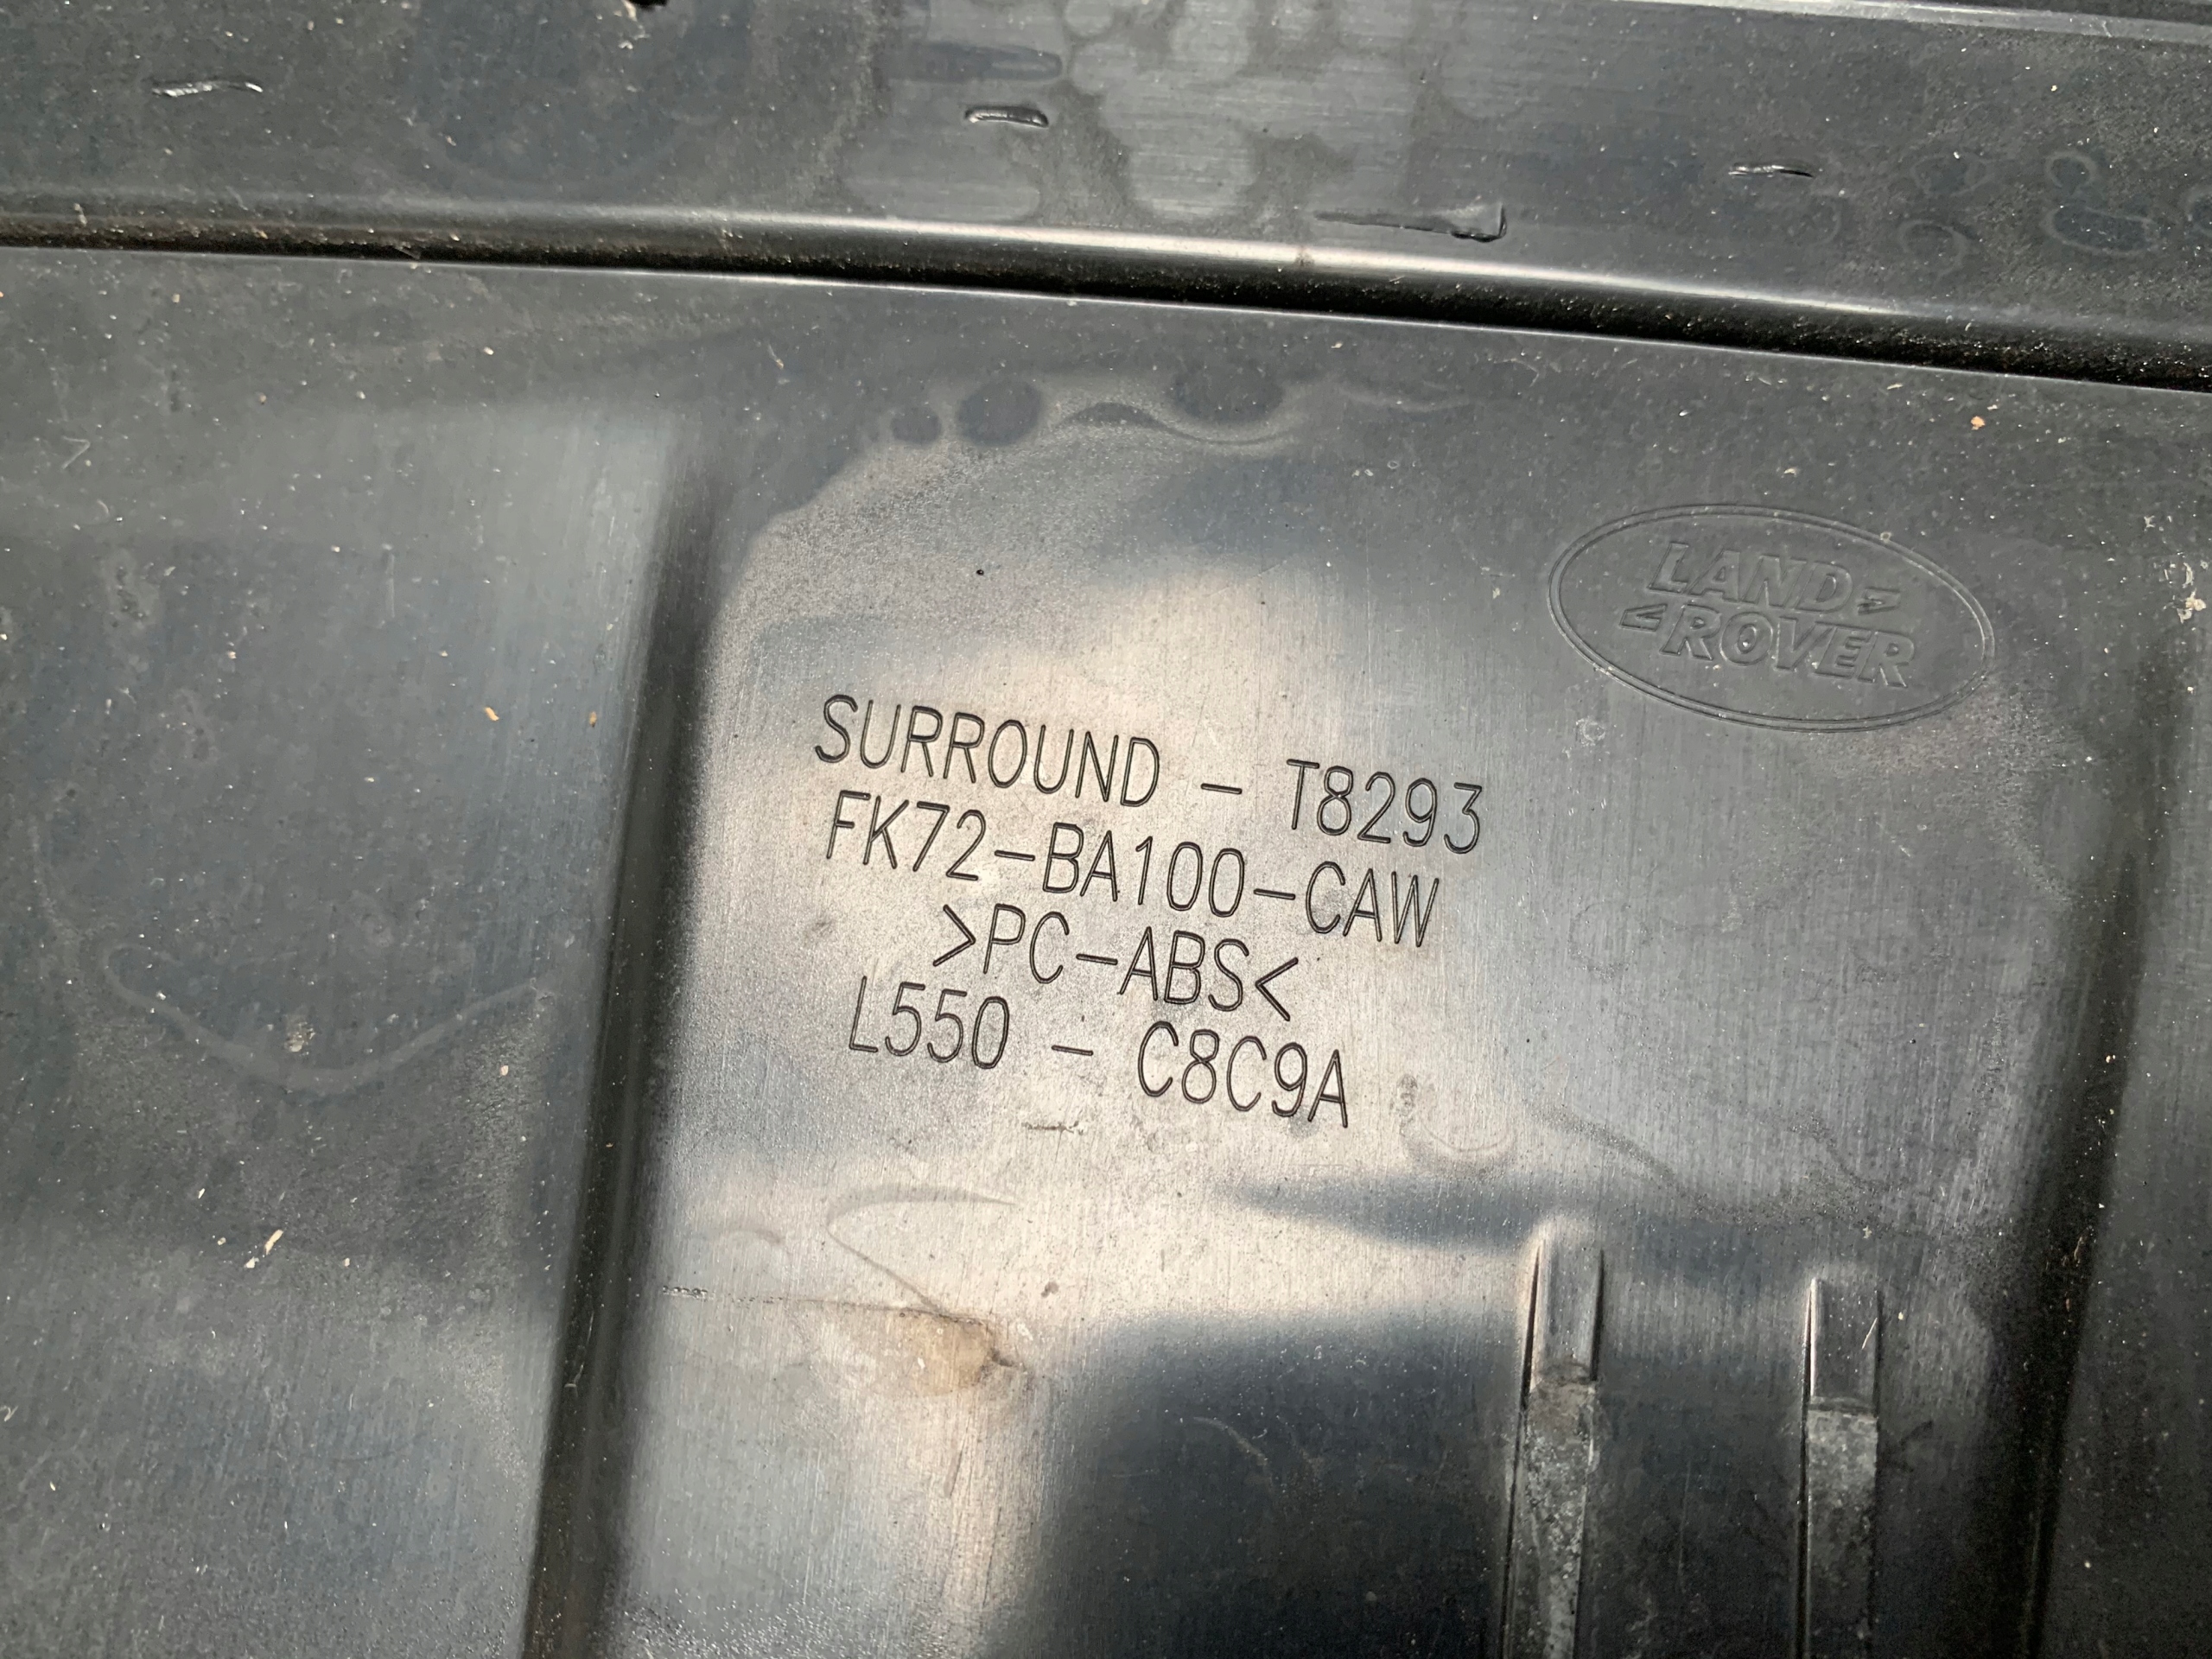 LAND
ROVER
SURROUND - T8293
FK72-BA100-CAW
>PC-ABS<
L550 - C8C9A